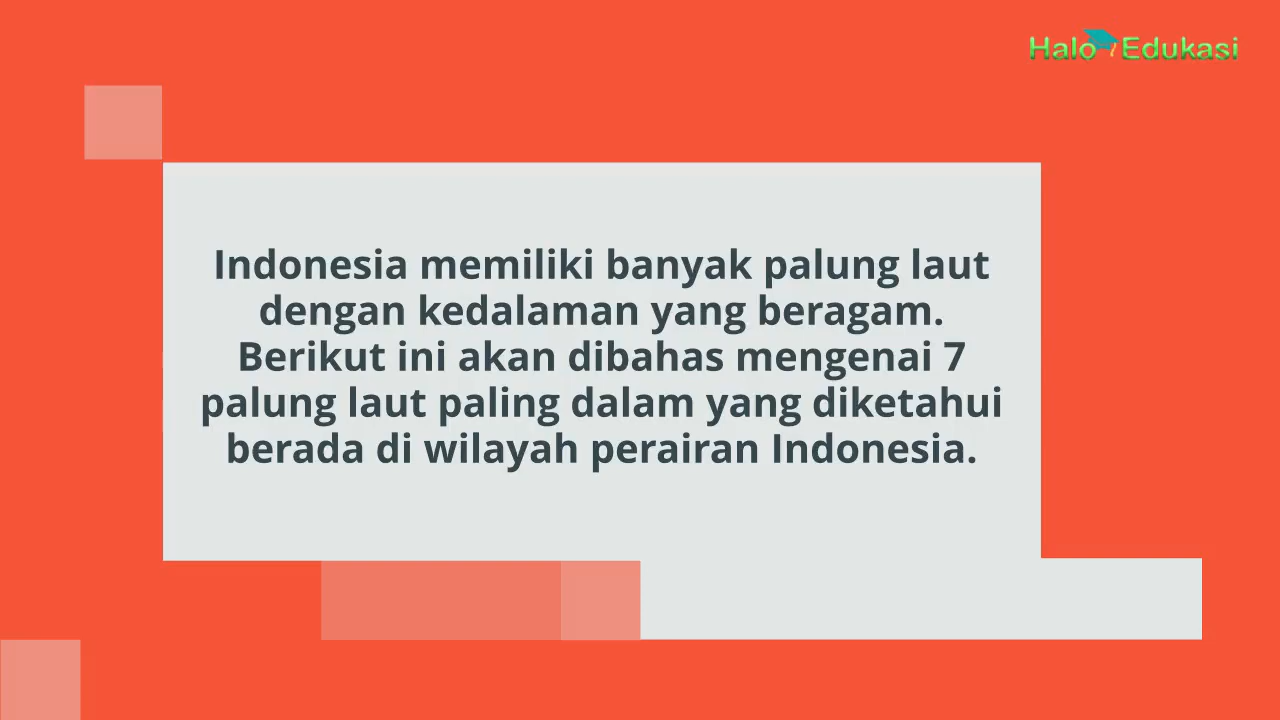 Halo Edukasi
Indonesia memiliki banyak palung laut
dengan kedalaman yang beragam.
Berikut ini akan dibahas mengenai 7
palung laut paling dalam yang diketahui
berada di wilayah perairan Indonesia.